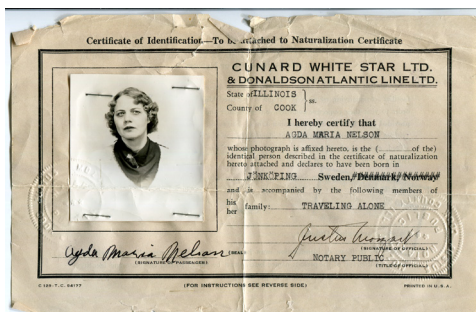 Certificate of Identification—To be attached to Naturalization Certificate
CUNARD WHITE STAR LTD.
& DONALDSON ATLANTIC LINE LTD.
State of ILLINOIS } ss.
County of COOK
I hereby certify that
AGDA MARIA NELSON
whose photograph is affixed hereto, is the ( of the)
identical person described in the certificate of naturalization
hereto attached and declares to have been born in
JÖNKÖPING Sweden, Denmark, Norway
and is accompanied by the following members of
his
her family: TRAVELING ALONE
Agda Maria Nelson (SEAL)
(SIGNATURE OF PASSENGER)
(SIGNATURE OF OFFICIAL)
NOTARY PUBLIC
(TITLE OF OFFICIAL)
(FOR INSTRUCTIONS SEE REVERSE SIDE)
PRINTED IN U.S.A.